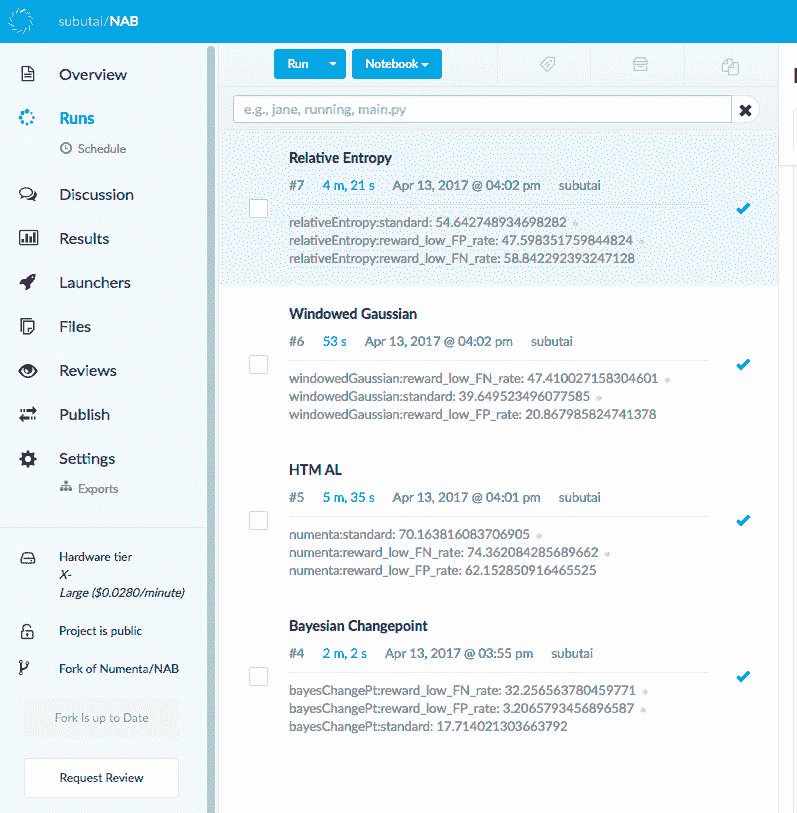 subutai/NAB
Overview
Runs
Schedule
Discussion
Results
Launchers
Files
Reviews
Publish
Settings
Exports
Hardware tier
X-
Large ($0.0280/minute)
Project is public
Fork of Numenta/NAB
Fork Is up to Date
Request Review
Run
Notebook
e.g., jane, running, main.py
Relative Entropy
#7 4 m, 21 s Apr 13, 2017 @ 04:02 pm subutai
relativeEntropy:standard: 54.642748934698282
relativeEntropy:reward_low_FP_rate: 47.598351759844824
relativeEntropy:reward_low_FN_rate: 58.842292393247128
Windowed Gaussian
#6 53 s Apr 13, 2017 @ 04:02 pm subutai
windowedGaussian:reward_low_FN_rate: 47.410027158304601
windowedGaussian:standard: 39.649523496077585
windowedGaussian:reward_low_FP_rate: 20.867985824741378
HTM AL
#5 5 m, 35 s Apr 13, 2017 @ 04:01 pm subutai
numenta:standard: 70.163816083706905
numenta:reward_low_FN_rate: 74.362084285689662
numenta:reward_low_FP_rate: 62.152850916465525
Bayesian Changepoint
#4 2 m, 2 s Apr 13, 2017 @ 03:55 pm subutai
bayesChangePt:reward_low_FN_rate: 32.256563780459771
bayesChangePt:reward_low_FP_rate: 3.2065793456896587
bayesChangePt:standard: 17.714021303663792